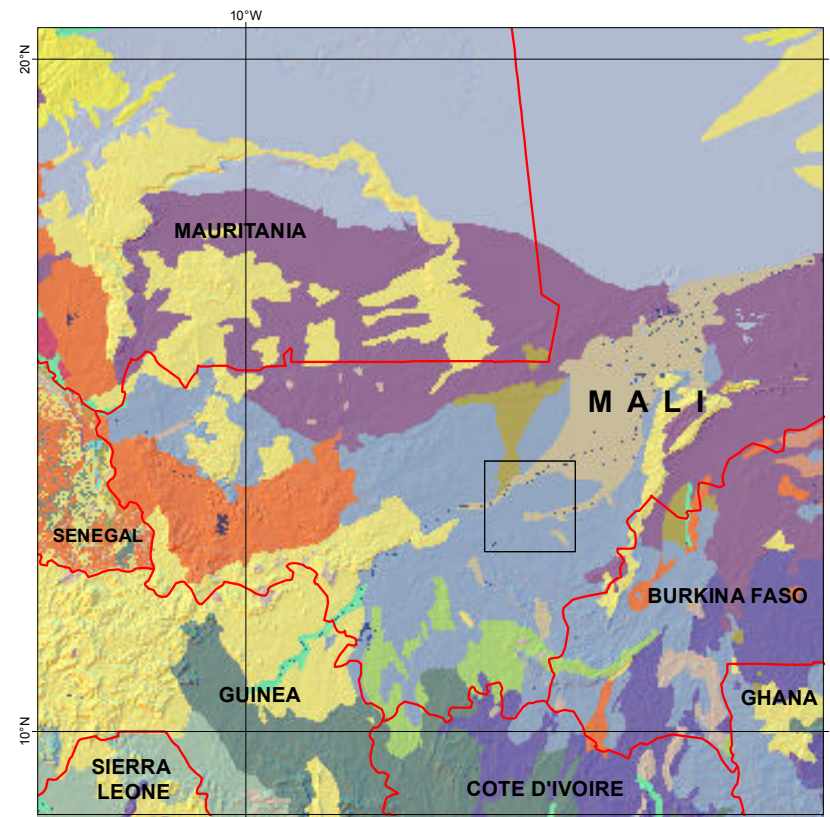 10°W
20°N
MAURITANIA
MALI
SENEGAL
BURKINA FASO
GUINEA
GHANA
10°N
SIERRA
LEONE
COTE D'IVOIRE